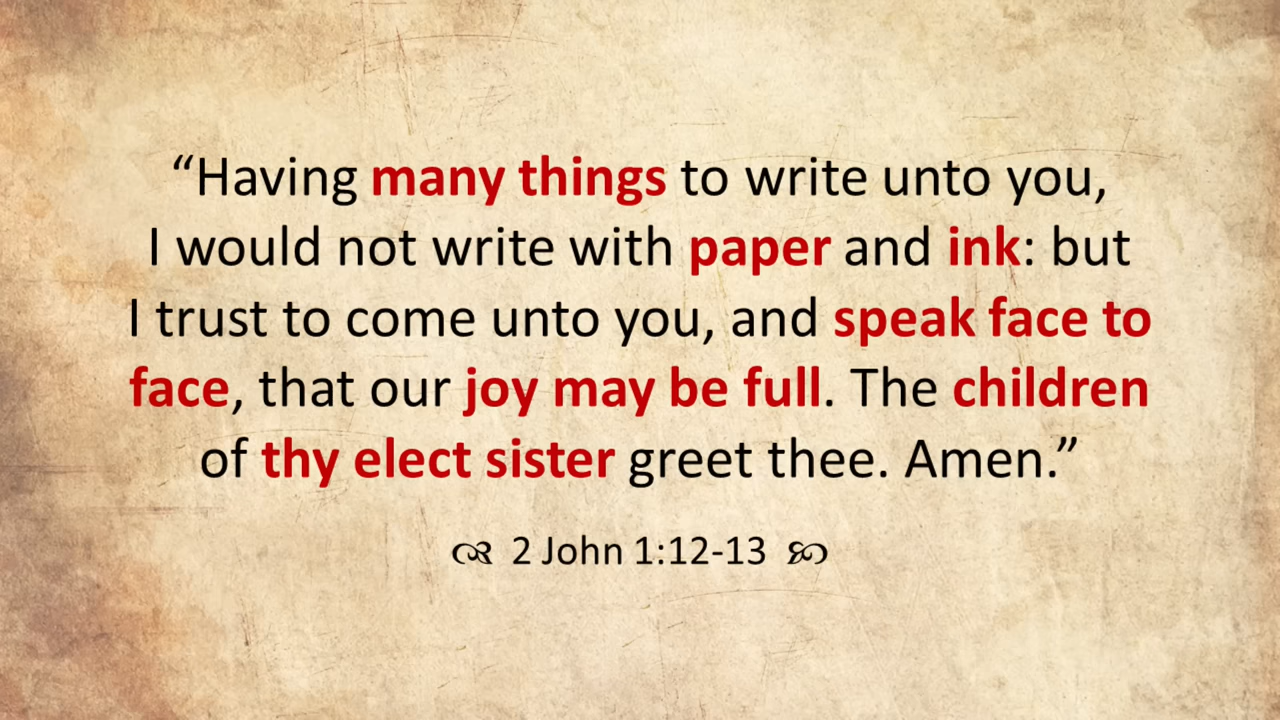 “Having many things to write unto you,
I would not write with paper and ink: but
I trust to come unto you, and speak face to
face, that our joy may be full. The children
of thy elect sister greet thee. Amen.”
2 John 1:12-13